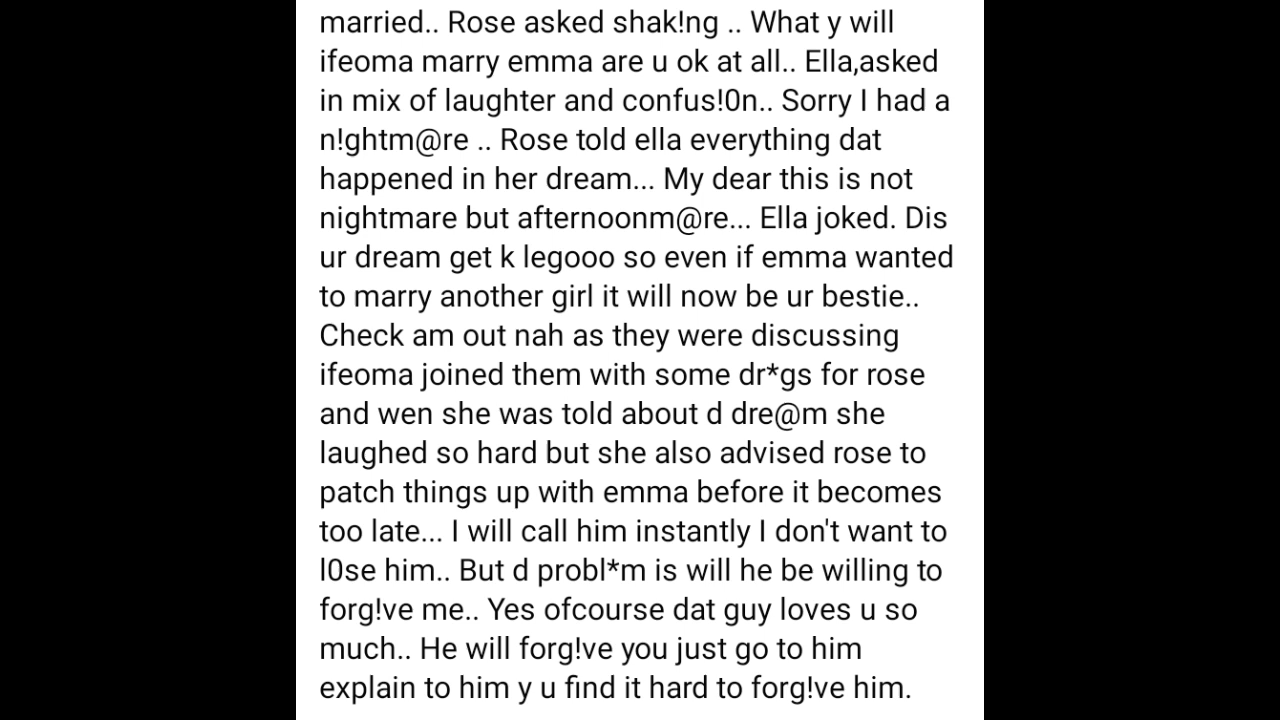 married.. Rose asked shak!ng .. What y will
ifeoma marry emma are u ok at all.. Ella,asked
in mix of laughter and confus!0n.. Sorry I had a
n!ghtm@re .. Rose told ella everything dat
happened in her dream... My dear this is not
nightmare but afternoonm@re... Ella joked. Dis
ur dream get k legooo so even if emma wanted
to marry another girl it will now be ur bestie..
Check am out nah as they were discussing
ifeoma joined them with some dr*gs for rose
and wen she was told about d dre@m she
laughed so hard but she also advised rose to
patch things up with emma before it becomes
too late... I will call him instantly I don't want to
l0se him.. But d probl*m is will he be willing to
forg!ve me.. Yes ofcourse dat guy loves u so
much.. He will forg!ve you just go to him
explain to him y u find it hard to forg!ve him.